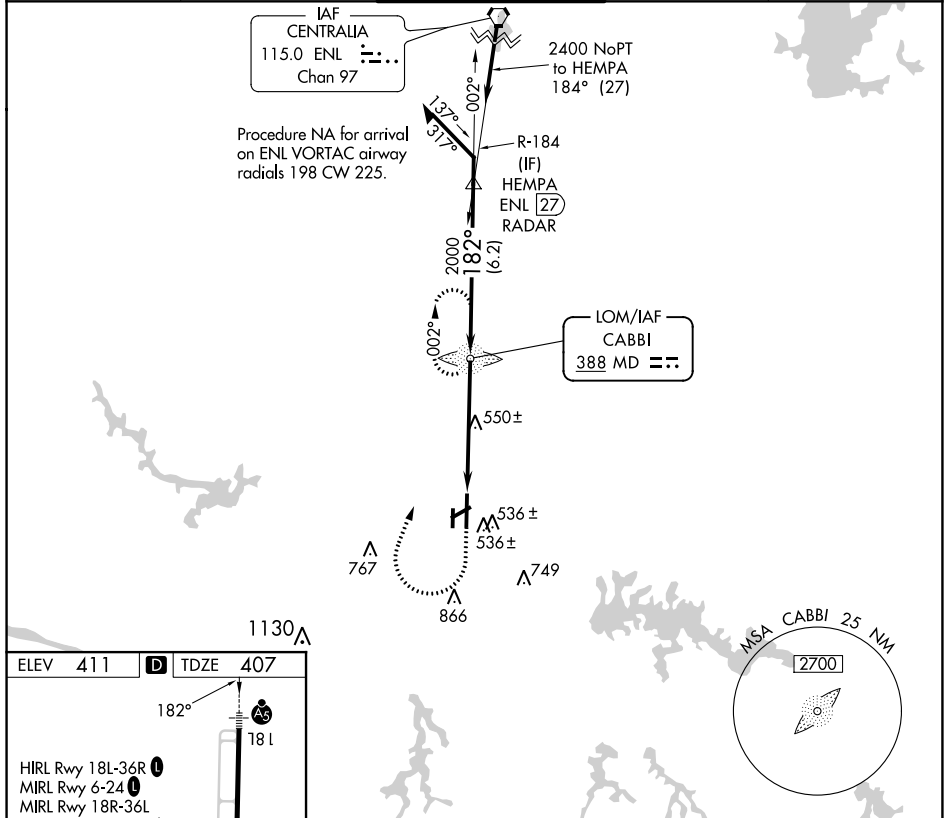 IAF
CENTRALIA
115.0 ENL
Chan 97
2400 NoPT
to HEMPA
184° (27)
002°
137°
317°
Procedure NA for arrival
on ENL VORTAC airway
radials 198 CW 225.
R-184
(IF)
HEMPA
ENL 27
RADAR
2000
182°
(6.2)
002°
LOM/IAF
CABBI
388 MD
550±
536±
536±
767
749
866
1130
MSA CABBI 25 NM
2700
ELEV 411 D TDZE 407
182°
A5
18 L
HIRL Rwy 18L-36R L
MIRL Rwy 6-24 L
MIRL Rwy 18R-36L